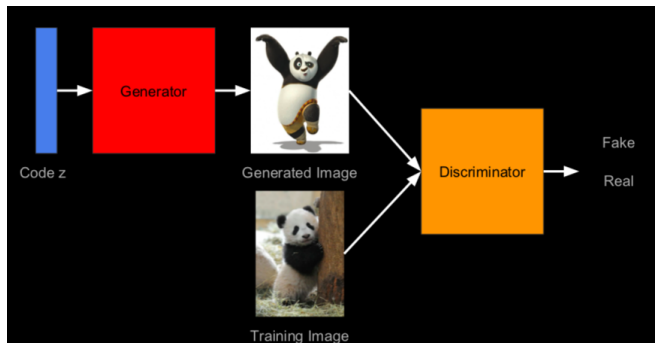 Code z
Generator
Generated Image
Training Image
Discriminator
Fake
Real